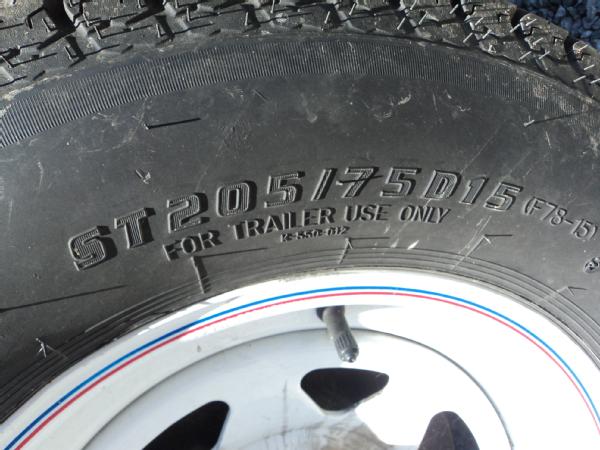 ST205/75D15 (F78-15)
FOR TRAILER USE ONLY